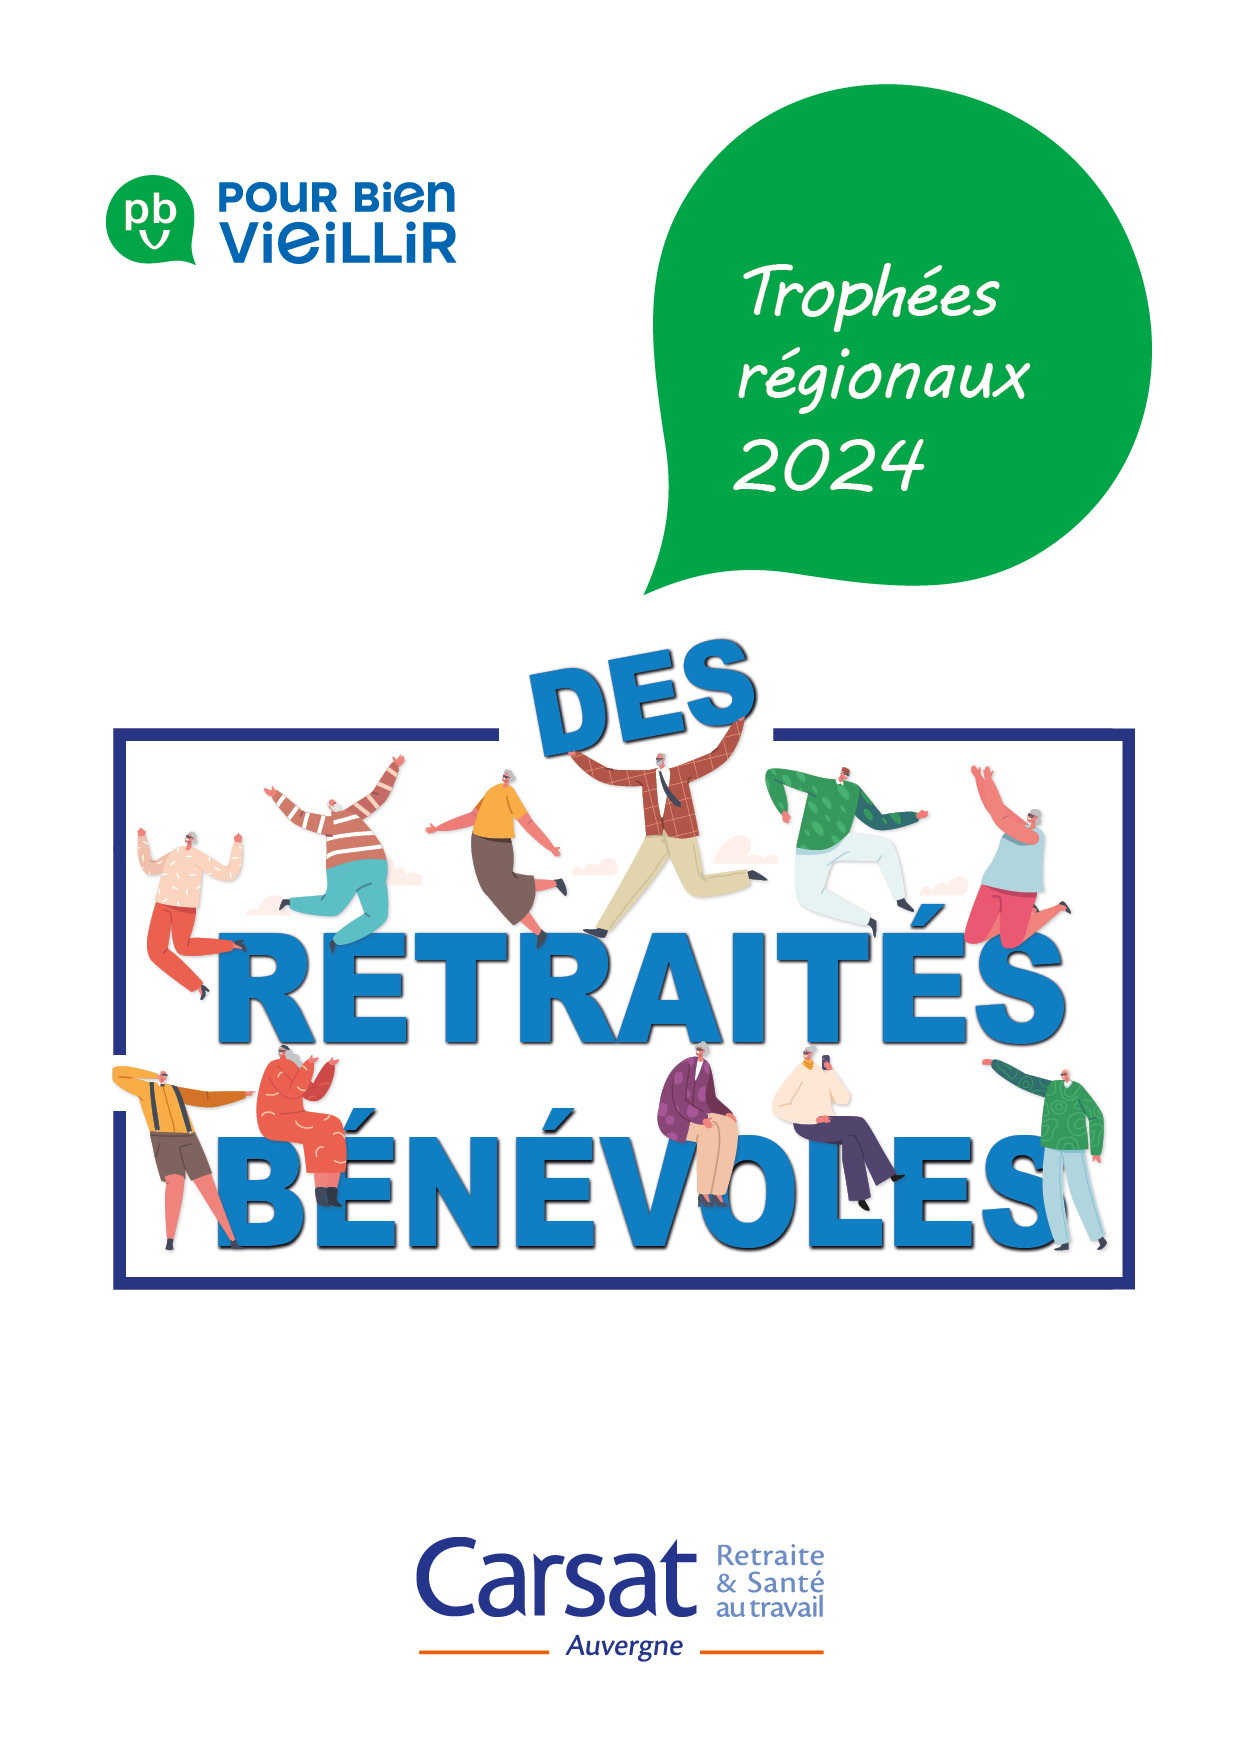 pb
POUR BiEN
ViEiLLiR
Trophées
régionaux
2024
DES
RETRAITÉS
BÉNÉVOLES
Carsat
Retraite
& Santé
au travail
Auvergne